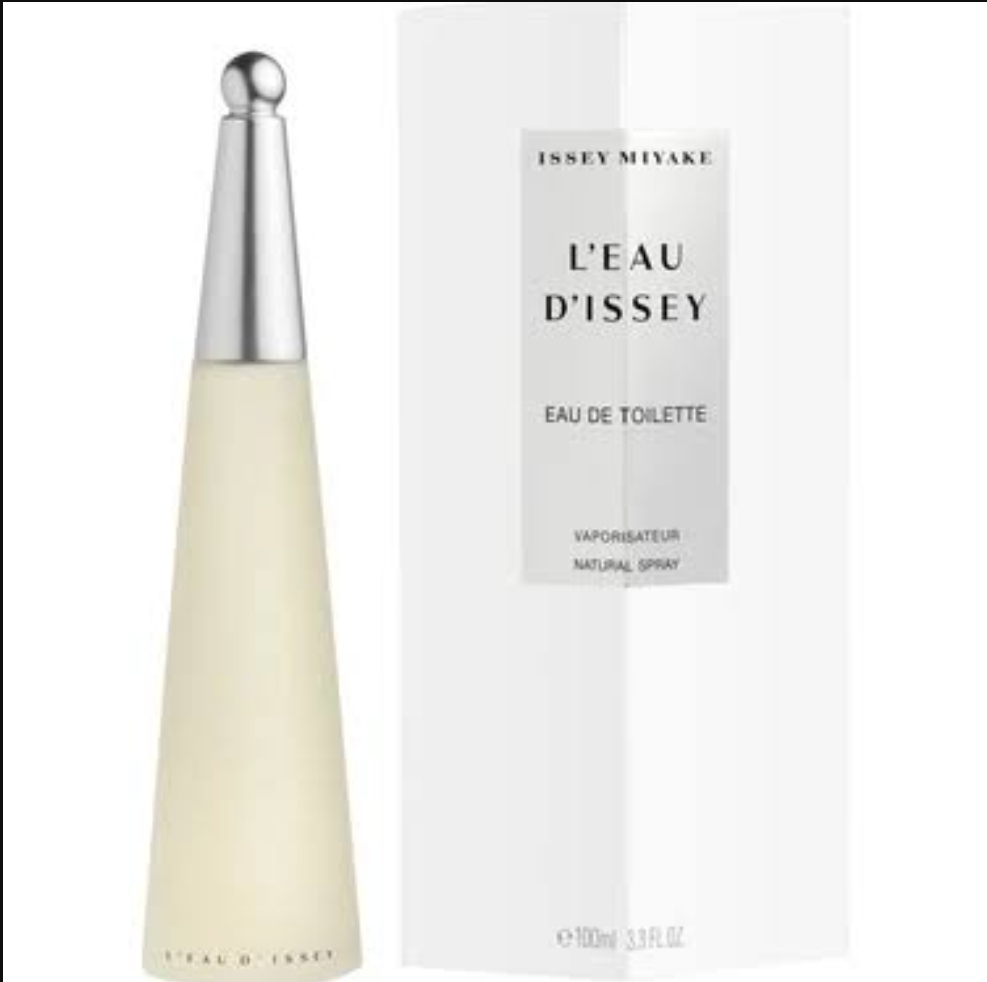 ISSEY MIYAKE
L'EAU
D'ISSEY
EAU DE TOILETTE
VAPORISATEUR
NATURAL SPRAY
℮100ml 3.3 FL.OZ.
L'EAU D'ISSEY